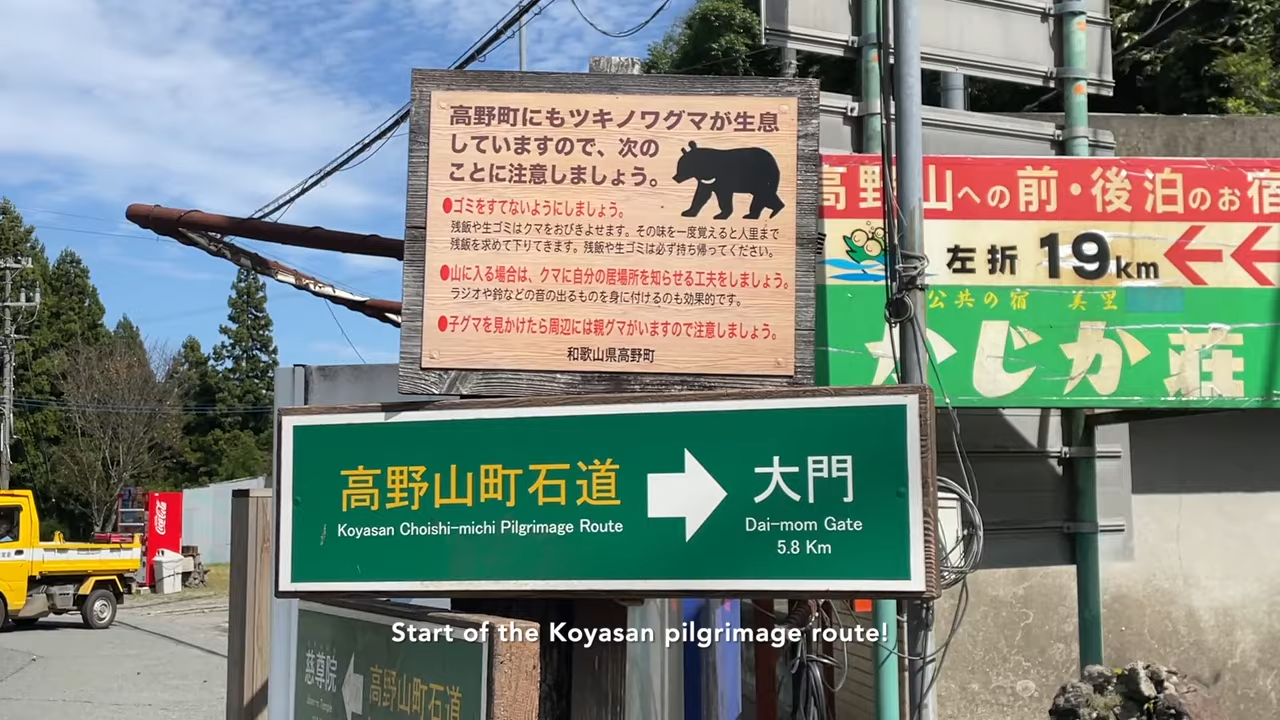 高野町にもツキノワグマが生息
していますので、次の
ことに注意しましょう。
●ゴミをすてないようにしましょう。
残飯や生ゴミはクマをおびきよせます。その味を一度覚えると人里まで
残飯を求めて下りてきます。残飯や生ゴミは必ず持ち帰ってください。
●山に入る場合は、クマに自分の居場所を知らせる工夫をしましょう。
ラジオや鈴などの音の出るものを身に付けるのも効果的です。
●子グマを見かけたら周辺には親グマがいますので注意しましょう。
和歌山県高野町
高野山への前・後泊のお宿
左折 19km
公共の宿 美里
かじか荘
高野山町石道
Koyasan Choishi-michi Pilgrimage Route
大門
Dai-mom Gate
5.8 Km
Coca-Cola
慈尊院
高野山町石道
Start of the Koyasan pilgrimage route!